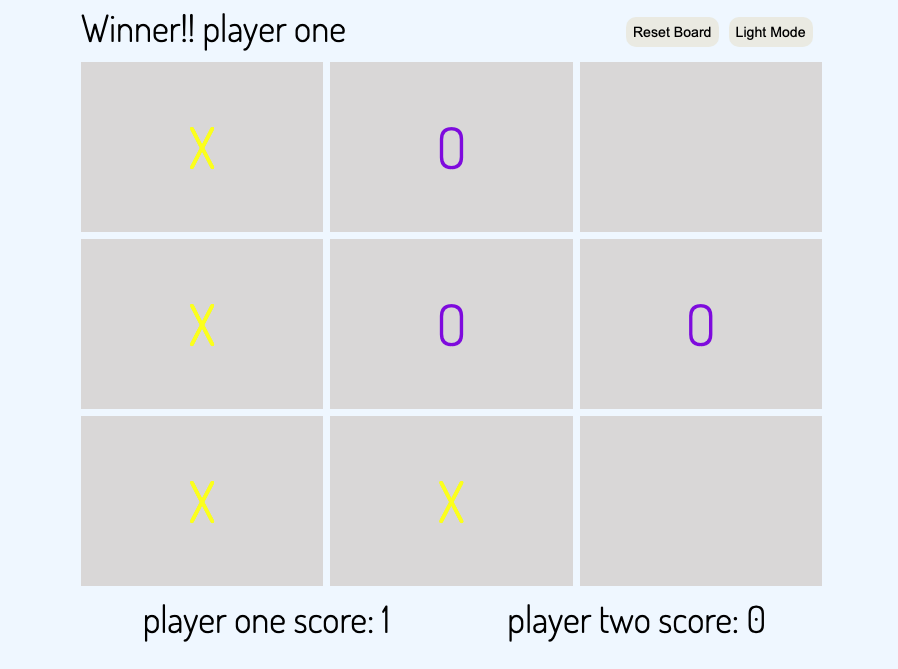 Winner!! player one
Reset Board
Light Mode
X O
X O O
X X
player one score: 1
player two score: 0